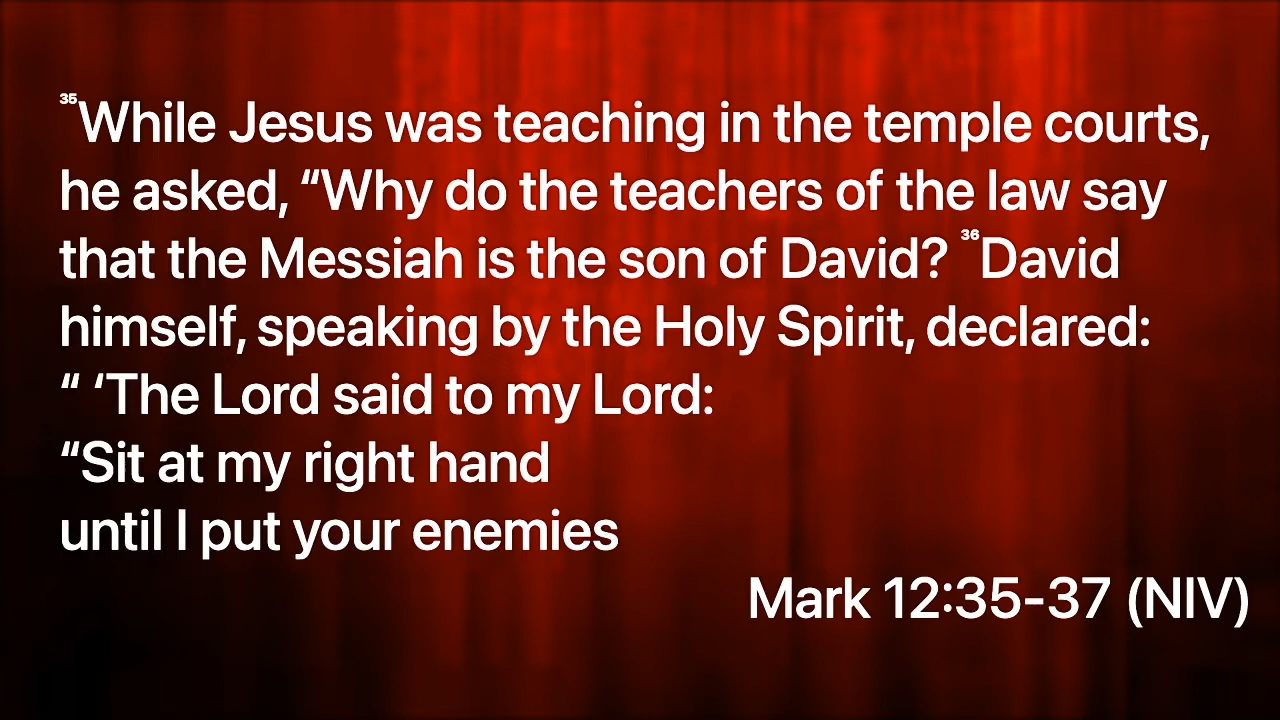 ³⁵While Jesus was teaching in the temple courts,
he asked, “Why do the teachers of the law say
that the Messiah is the son of David? ³⁶David
himself, speaking by the Holy Spirit, declared:
“ ‘The Lord said to my Lord:
“Sit at my right hand
until I put your enemies
Mark 12:35-37 (NIV)